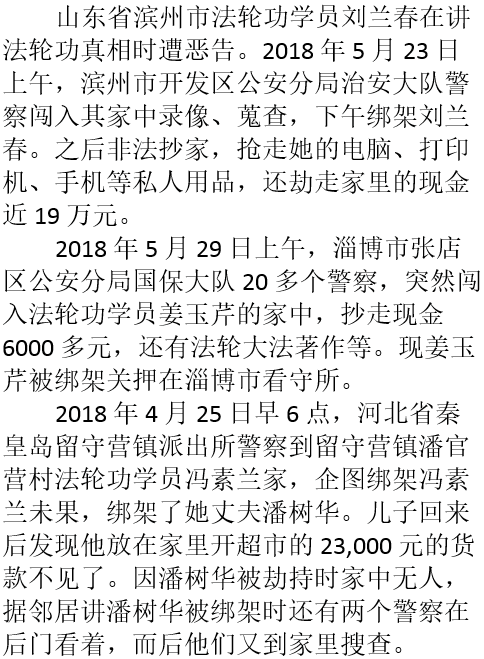 山东省滨州市法轮功学员刘兰春在讲
法轮功真相时遭恶告。2018 年 5 月 23 日
上午，滨州市开发区公安分局治安大队警
察闯入其家中录像、蒐查，下午绑架刘兰
春。之后非法抄家，抢走她的电脑、打印
机、手机等私人用品，还劫走家里的现金
近 19 万元。
2018 年 5 月 29 日上午，淄博市张店
区公安分局国保大队 20 多个警察，突然闯
入法轮功学员姜玉芹的家中，抄走现金
6000 多元，还有法轮大法著作等。现姜玉
芹被绑架关押在淄博市看守所。
2018 年 4 月 25 日早 6 点，河北省秦
皇岛留守营镇派出所警察到留守营镇潘官
营村法轮功学员冯素兰家，企图绑架冯素
兰未果，绑架了她丈夫潘树华。儿子回来
后发现他放在家里开超市的 23,000 元的货
款不见了。因潘树华被劫持时家中无人，
据邻居讲潘树华被绑架时还有两个警察在
后门看着，而后他们又到家里搜查。